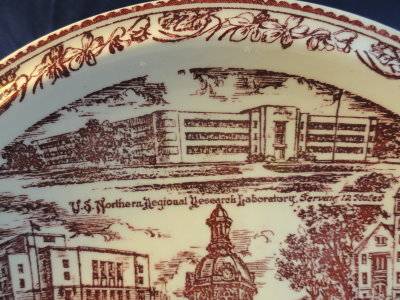 U.S. Northern Regional Research Laboratory, Serving 12 States